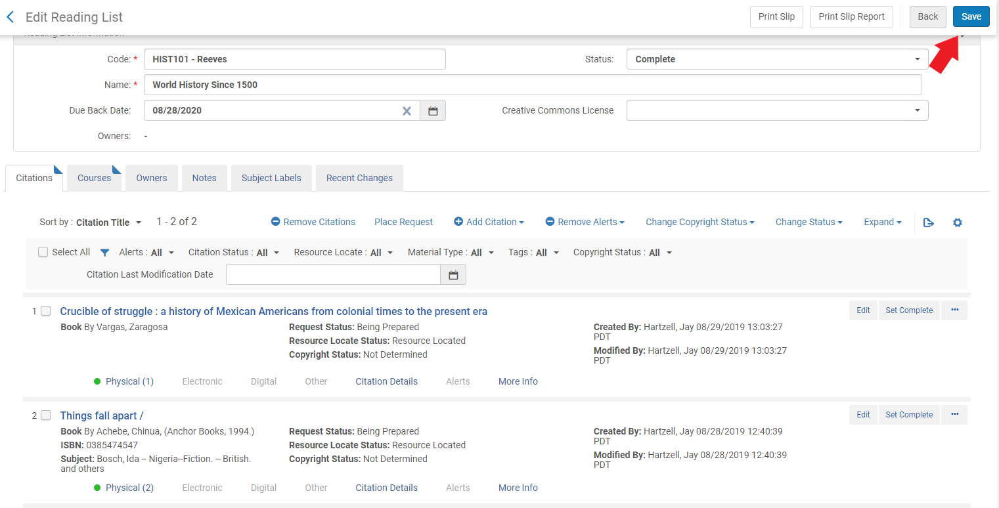 Edit Reading List
Print Slip
Print Slip Report
Back
Save
Reading List Information
Code: * HIST101 - Reeves
Status: Complete
Name: * World History Since 1500
Due Back Date: 08/28/2020
Creative Commons License
Owners: -
Citations
Courses
Owners
Notes
Subject Labels
Recent Changes
Sort by : Citation Title
1 - 2 of 2
Remove Citations
Place Request
Add Citation
Remove Alerts
Change Copyright Status
Change Status
Expand
Select All
Alerts : All
Citation Status : All
Resource Locate : All
Material Type : All
Tags : All
Copyright Status : All
Citation Last Modification Date
1 Crucible of struggle : a history of Mexican Americans from colonial times to the present era
Edit
Set Complete
...
Book By Vargas, Zaragosa
Request Status: Being Prepared
Resource Locate Status: Resource Located
Copyright Status: Not Determined
Created By: Hartzell, Jay 08/29/2019 13:03:27
PDT
Modified By: Hartzell, Jay 08/29/2019 13:03:27
PDT
Physical (1)
Electronic
Digital
Other
Citation Details
Alerts
More Info
2 Things fall apart /
Edit
Set Complete
...
Book By Achebe, Chinua, (Anchor Books, 1994.)
ISBN: 0385474547
Subject: Bosch, Ida -- Nigeria--Fiction. -- British.
and others
Request Status: Being Prepared
Resource Locate Status: Resource Located
Copyright Status: Not Determined
Created By: Hartzell, Jay 08/28/2019 12:40:39
PDT
Modified By: Hartzell, Jay 08/28/2019 12:40:39
PDT
Physical (2)
Electronic
Digital
Other
Citation Details
Alerts
More Info